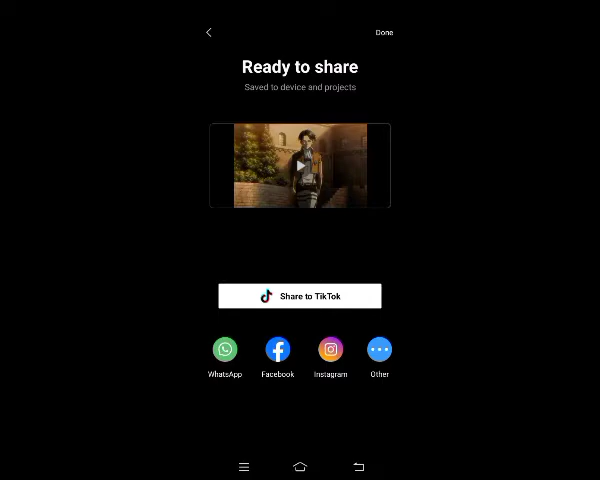 Done
Ready to share
Saved to device and projects
Share to TikTok
WhatsApp Facebook Instagram Other